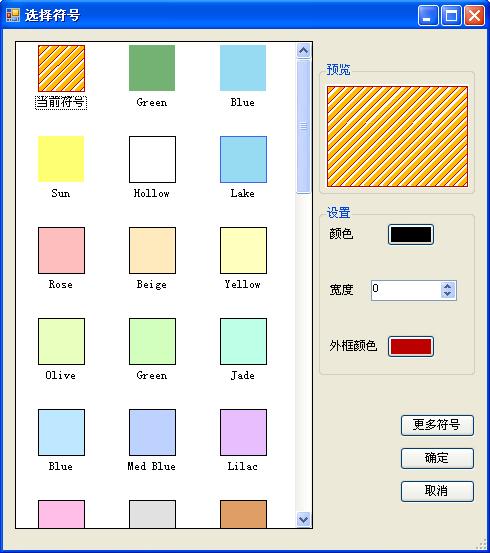 选择符号
当前符号 Green Blue
Sun Hollow Lake
Rose Beige Yellow
Olive Green Jade
Blue Med Blue Lilac
预览
设置
颜色
宽度 0
外框颜色
更多符号
确定
取消